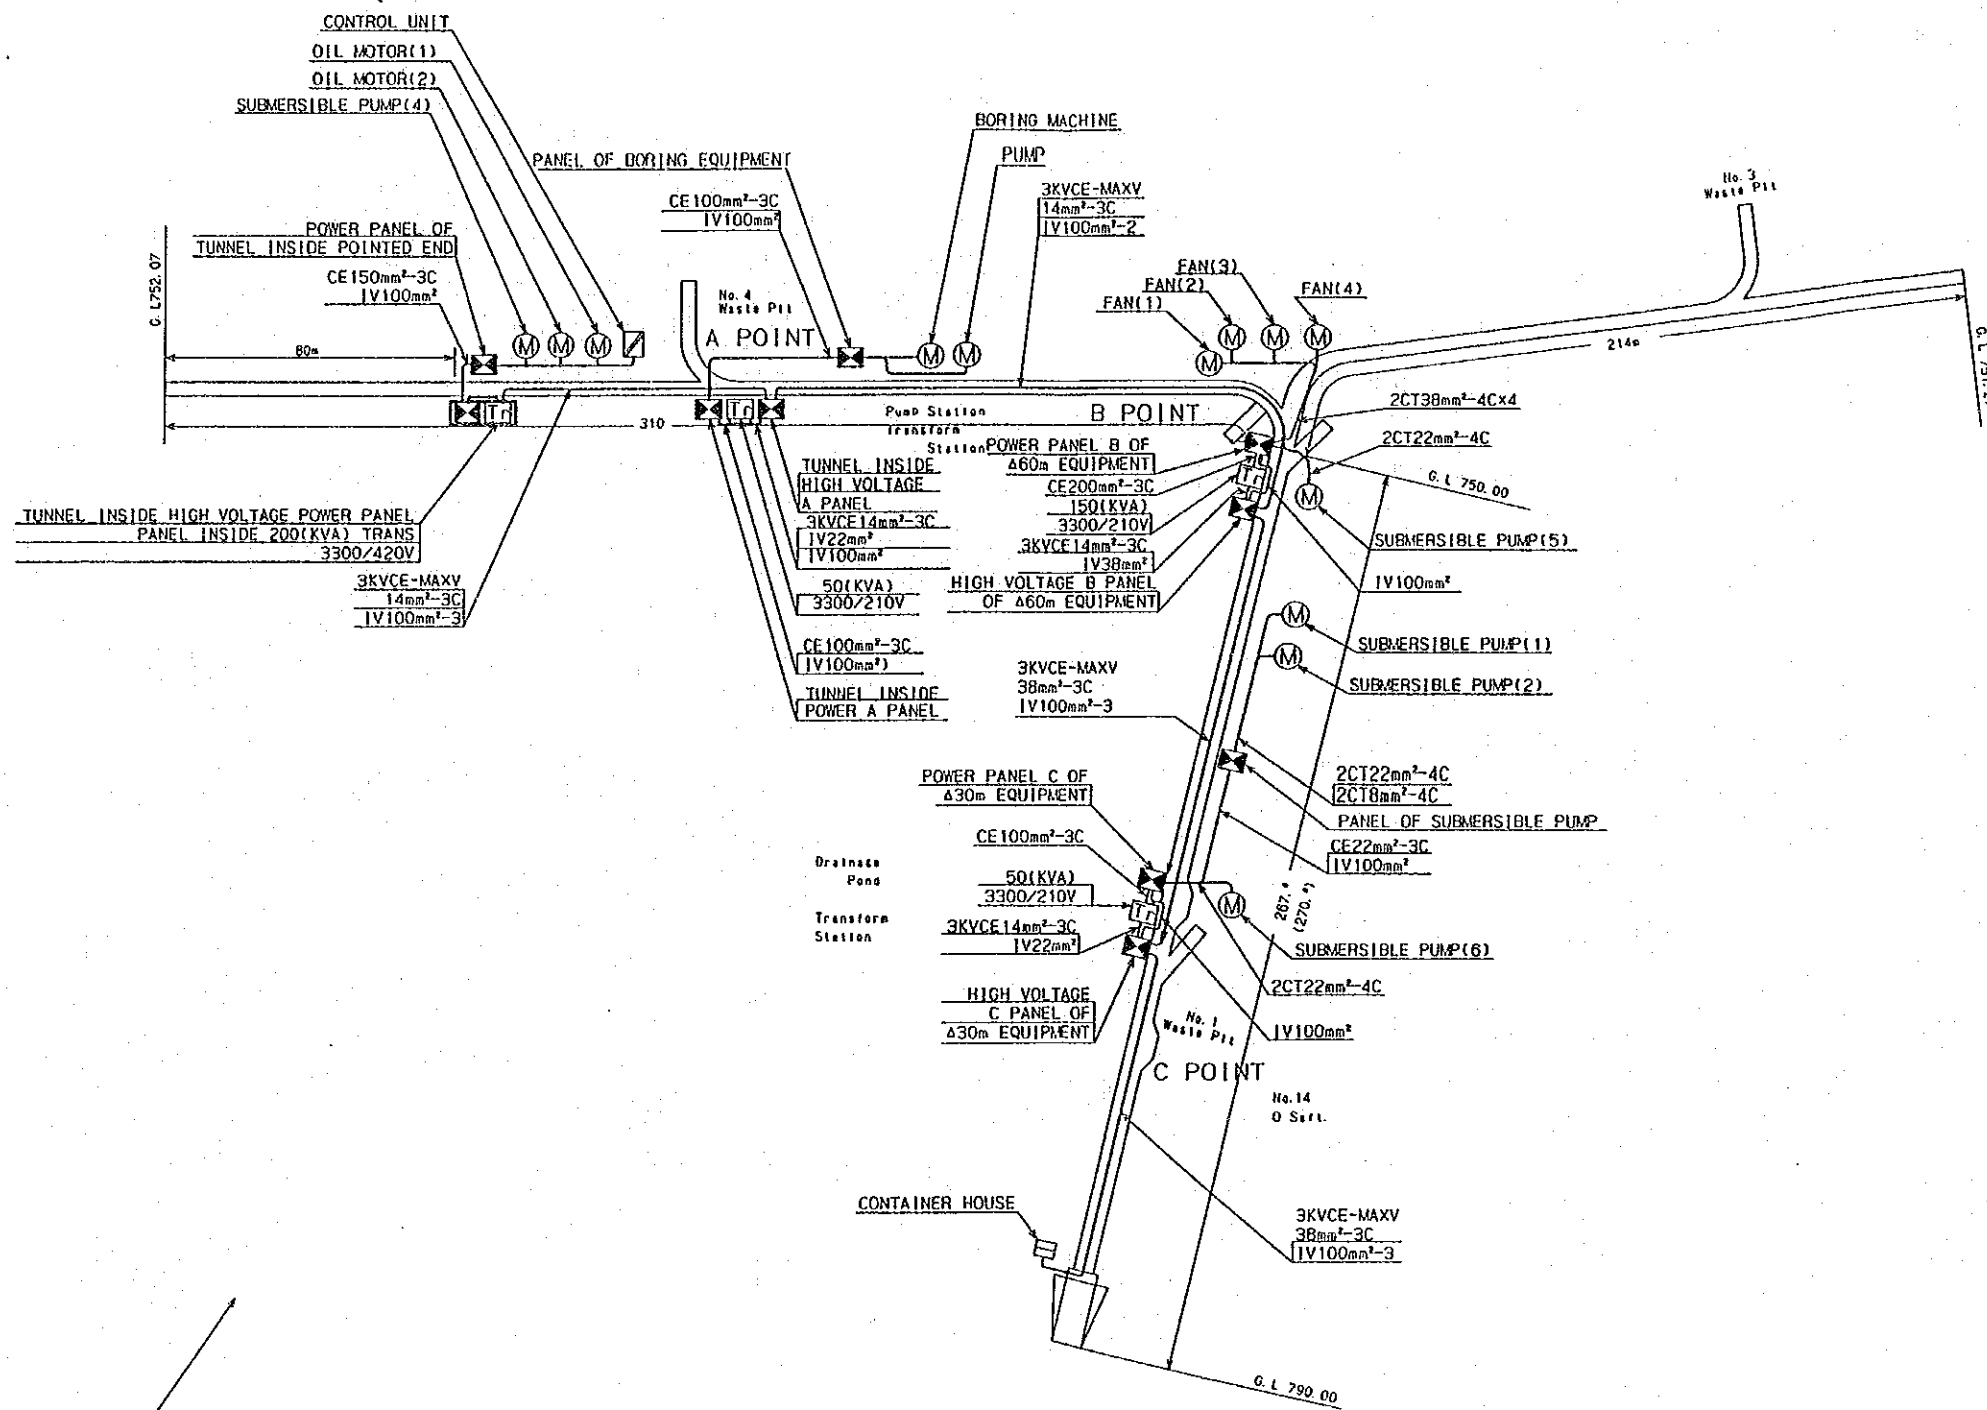 CONTROL UNIT
OIL MOTOR(1)
OIL MOTOR(2)
SUBMERSIBLE PUMP(4)
BORING MACHINE
PANEL OF BORING EQUIPMENT
PUMP
CE100mm²-3C
IV100mm²
3KVCE-MAXV
14mm²-3C
IV100mm²-2
No. 3
Waste Pit
POWER PANEL OF
TUNNEL INSIDE POINTED END
CE150mm²-3C
IV100mm²
G. L752. 07
80m
No. 4
Waste Pit
A POINT
FAN(3)
FAN(2)
FAN(1)
FAN(4)
214m
M
M
M
M
M
M
M
M
M
Tr
Tr
310
Pump Station
Transform
Station
B POINT
2CT38mm²-4C×4
2CT22mm²-4C
G. L 750. 00
POWER PANEL B OF
Δ60m EQUIPMENT
CE200mm²-3C
150(KVA)
3300/210V
3KVCE14mm²-3C
IV38mm²
HIGH VOLTAGE B PANEL
OF Δ60m EQUIPMENT
Tr
M
SUBMERSIBLE PUMP(5)
IV100mm²
TUNNEL INSIDE
HIGH VOLTAGE
A PANEL
3KVCE14mm²-3C
IV22mm²
IV100mm²
50(KVA)
3300/210V
CE100mm²-3C
IV100mm²)
TUNNEL INSIDE
POWER A PANEL
TUNNEL INSIDE HIGH VOLTAGE POWER PANEL
PANEL INSIDE 200(KVA) TRANS
3300/420V
3KVCE-MAXV
14mm²-3C
IV100mm²-3
M
SUBMERSIBLE PUMP(1)
M
SUBMERSIBLE PUMP(2)
3KVCE-MAXV
38mm²-3C
IV100mm²-3
2CT22mm²-4C
2CT8mm²-4C
PANEL OF SUBMERSIBLE PUMP
CE22mm²-3C
IV100mm²
POWER PANEL C OF
Δ30m EQUIPMENT
CE100mm²-3C
50(KVA)
3300/210V
3KVCE14mm²-3C
IV22mm²
Tr
M
Drainage
Pond
Transform
Station
SUBMERSIBLE PUMP(6)
2CT22mm²-4C
IV100mm²
HIGH VOLTAGE
C PANEL OF
Δ30m EQUIPMENT
No. 1
Waste Pit
C POINT
No. 14
CONTAINER HOUSE
3KVCE-MAXV
38mm²-3C
IV100mm²-3
G. L 790. 00